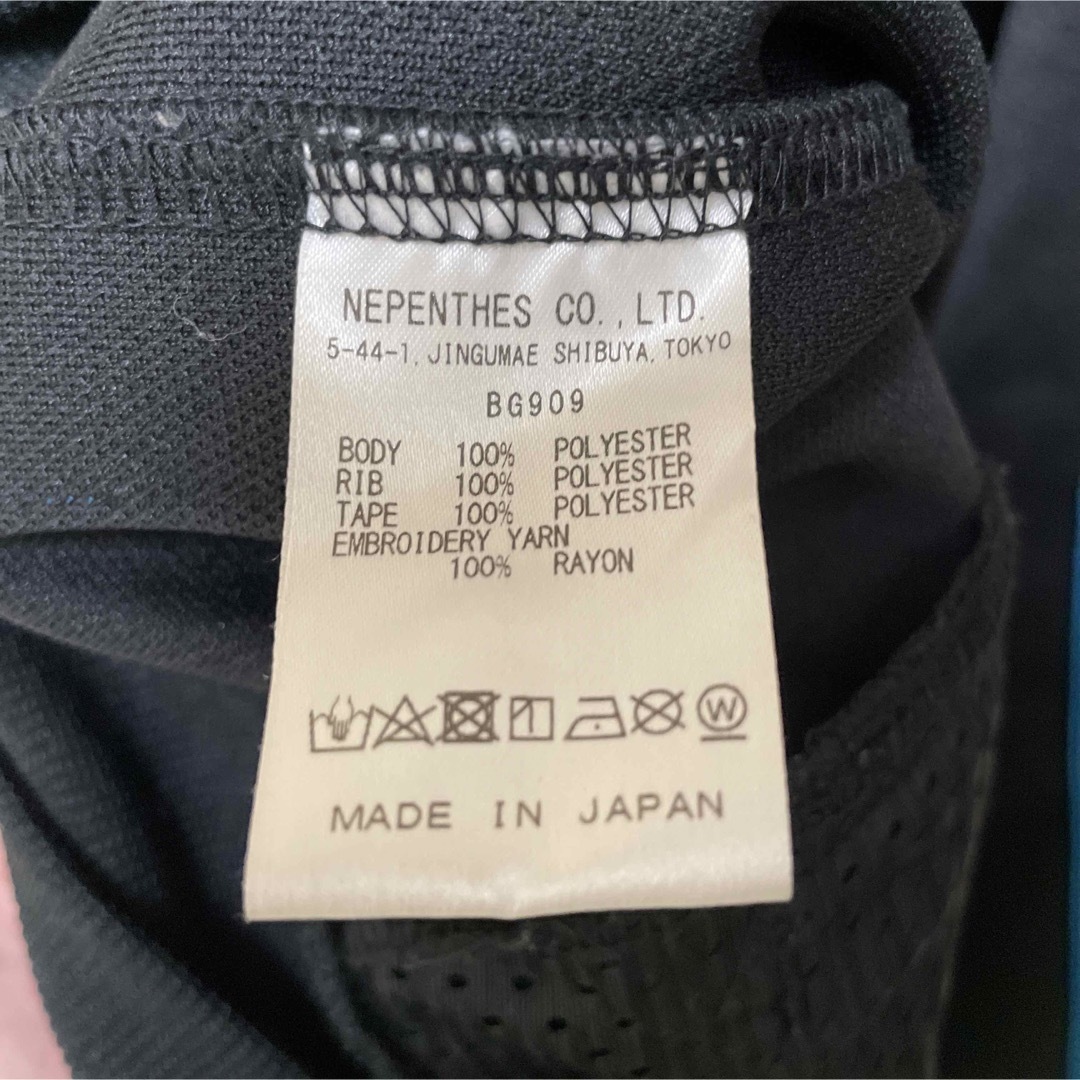 NEPENTHES CO.,LTD.
5-44-1, JINGUMAE SHIBUYA, TOKYO
BG909
BODY 100% POLYESTER
RIB 100% POLYESTER
TAPE 100% POLYESTER
EMBROIDERY YARN
100% RAYON
W
MADE IN JAPAN